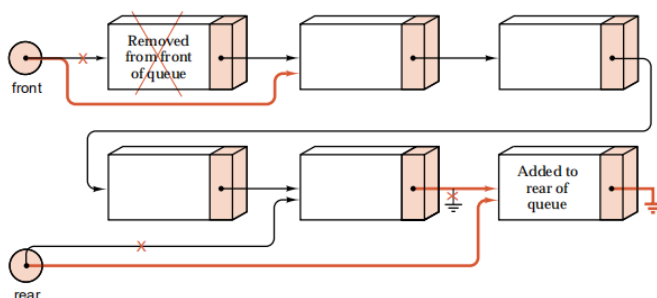 Removed
from front
of queue
front
Added to
rear of
queue
rear